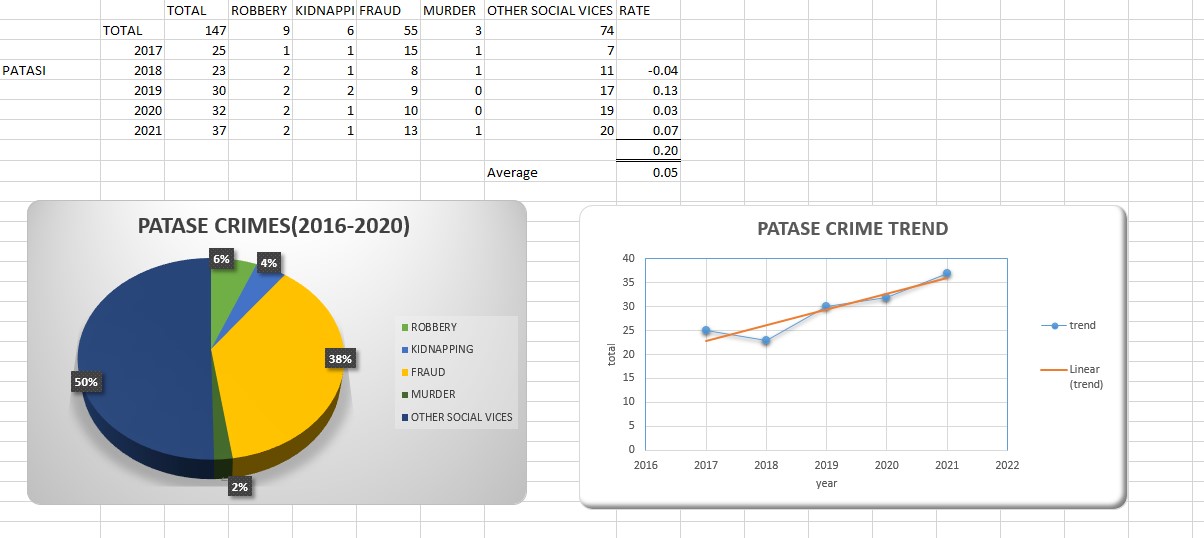 TOTAL ROBBERY KIDNAPPI FRAUD MURDER OTHER SOCIAL VICES RATE
TOTAL 147 9 6 55 3 74
2017 25 1 1 15 1 7
PATASI 2018 23 2 1 8 1 11 -0.04
2019 30 2 2 9 0 17 0.13
2020 32 2 1 10 0 19 0.03
2021 37 2 1 13 1 20 0.07
0.20
Average 0.05
PATASE CRIMES(2016-2020)
6%
4%
38%
50%
2%
ROBBERY
KIDNAPPING
FRAUD
MURDER
OTHER SOCIAL VICES
PATASE CRIME TREND
40
35
30
25
20
15
10
5
0
total
2016 2017 2018 2019 2020 2021 2022
year
trend
Linear
(trend)